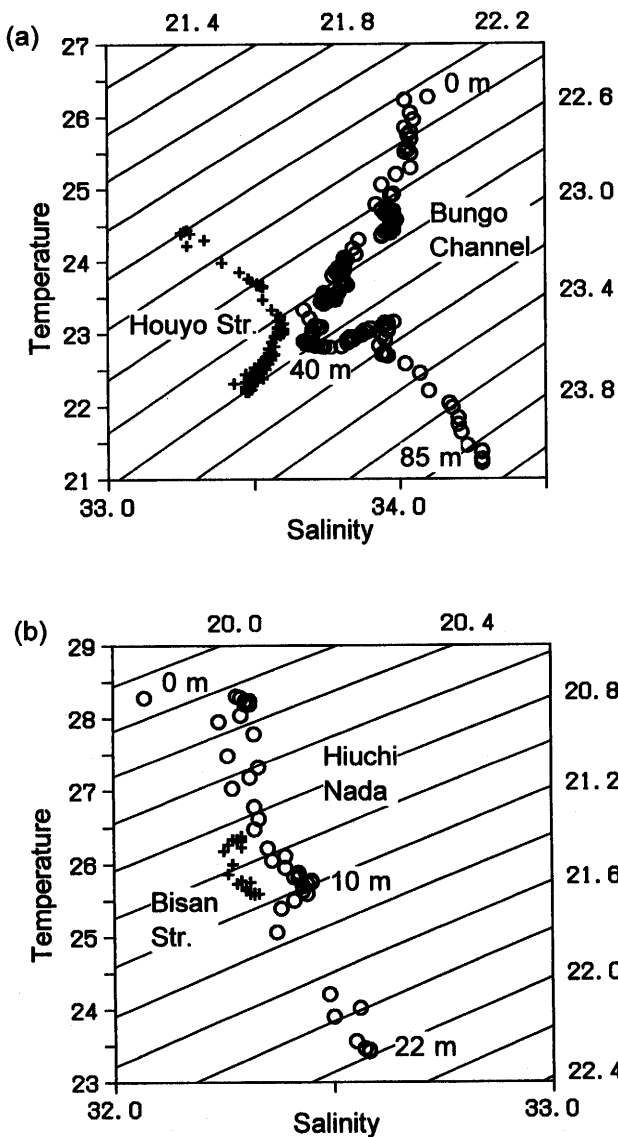 (a)
21.4 21.8 22.2
27
26
25
24
23
22
21
Temperature
0 m
22.6
23.0
23.4
23.8
Bungo
Channel
Houyo Str.
40 m
85 m
33.0 34.0
Salinity
(b)
20.0 20.4
29
28
27
26
25
24
23
Temperature
0 m
20.8
21.2
21.6
22.0
22.4
Hiuchi
Nada
10 m
Bisan
Str.
22 m
32.0 33.0
Salinity